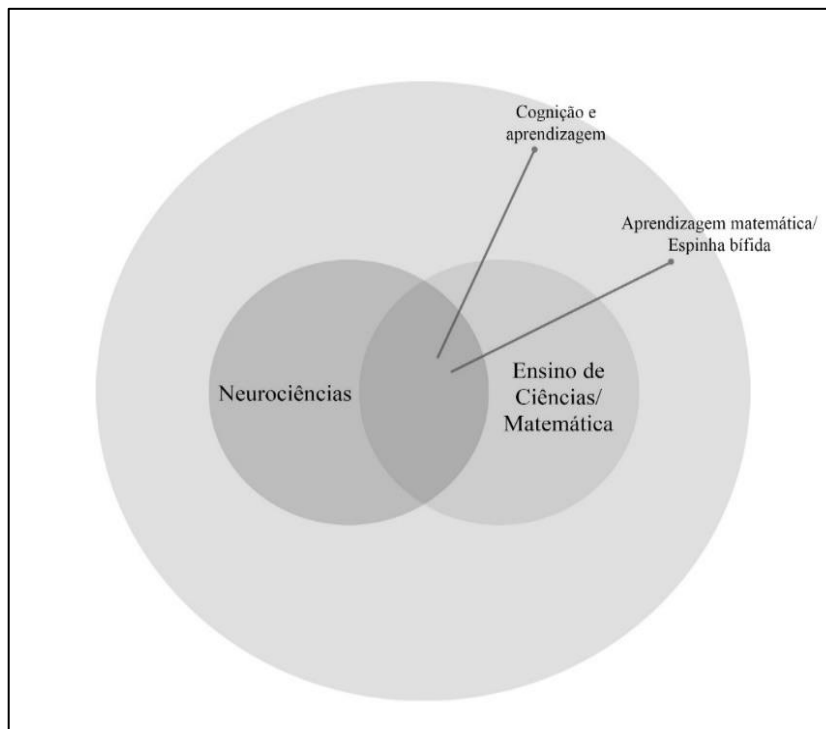 Cognição e
aprendizagem
Aprendizagem matemática/
Espinha bífida
Neurociências
Ensino de
Ciências/
Matemática